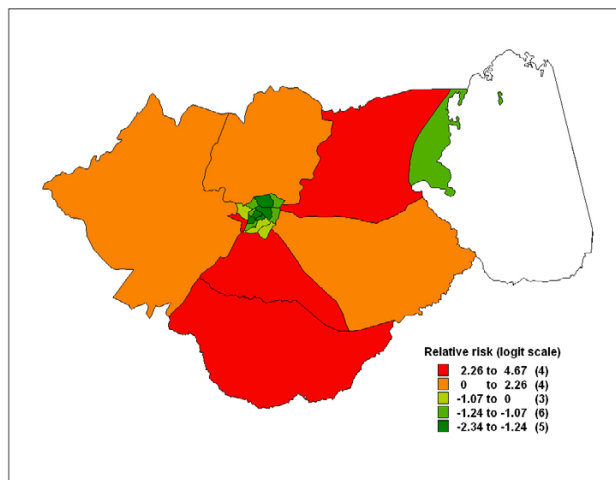 Relative risk (logit scale)
2.26 to 4.67 (4)
0 to 2.26 (4)
-1.07 to 0 (3)
-1.24 to -1.07 (6)
-2.34 to -1.24 (5)